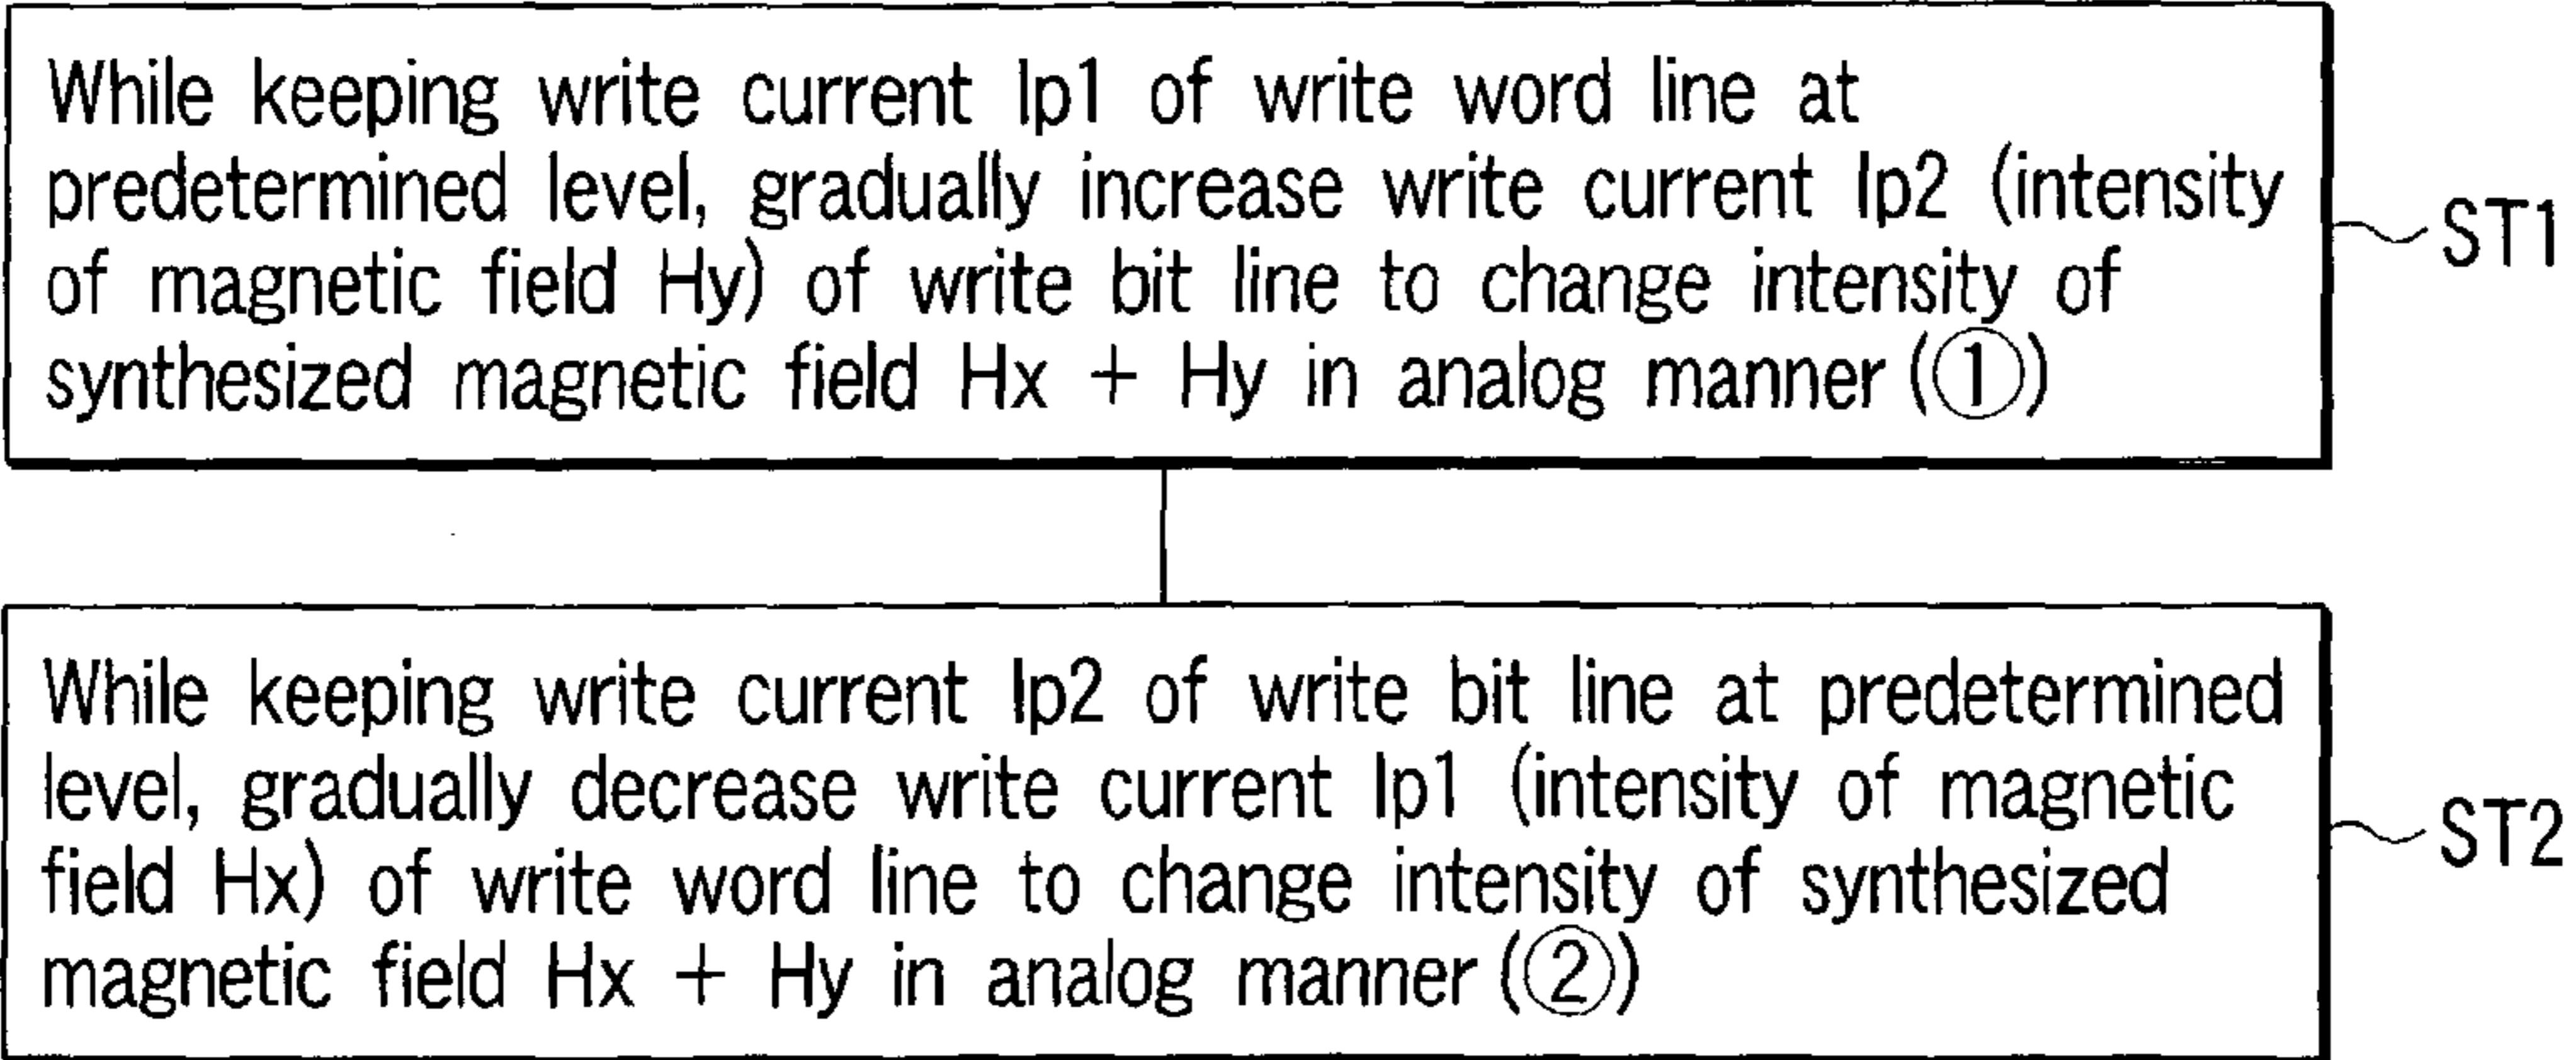 While keeping write current Ip1 of write word line at
predetermined level, gradually increase write current Ip2 (intensity
of magnetic field Hy) of write bit line to change intensity of
synthesized magnetic field Hx + Hy in analog manner (①)
ST1
While keeping write current Ip2 of write bit line at predetermined
level, gradually decrease write current Ip1 (intensity of magnetic
field Hx) of write word line to change intensity of synthesized
magnetic field Hx + Hy in analog manner (②)
ST2